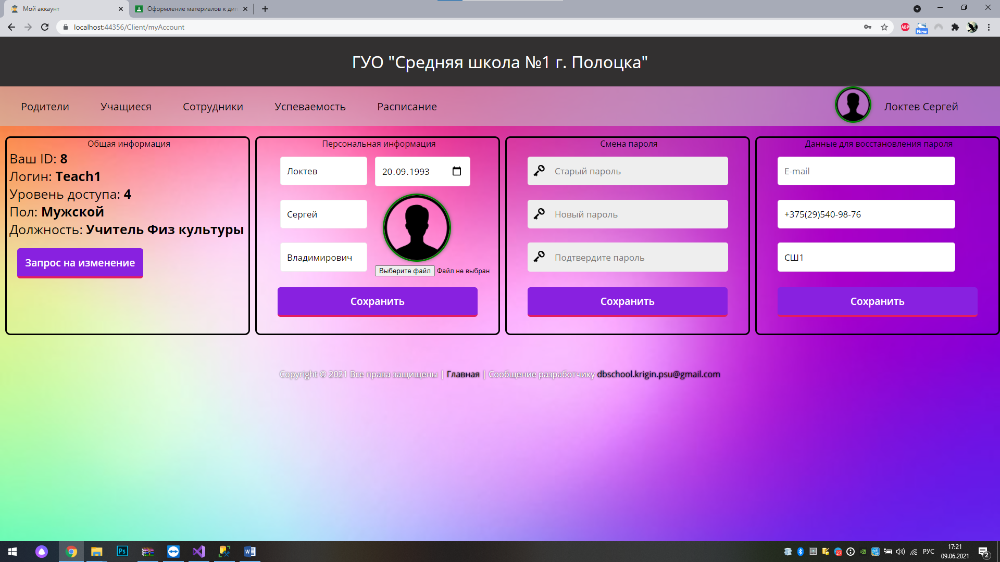 Мой аккаунт
Оформление материалов к дип
localhost:44356/Client/myAccount
ABP
New
ГУО "Средняя школа №1 г. Полоцка"
Родители Учащиеся Сотрудники Успеваемость Расписание Локтев Сергей
Общая информация
Ваш ID: 8
Логин: Teach1
Уровень доступа: 4
Пол: Мужской
Должность: Учитель Физ культуры
Запрос на изменение
Персональная информация
Локтев 20.09.1993
Сергей
Владимирович
Выберите файл Файл не выбран
Сохранить
Смена пароля
Старый пароль
Новый пароль
Подтвердите пароль
Сохранить
Данные для восстановления пароля
E-mail
+375(29)540-98-76
СШ1
Сохранить
Copyright © 2021 Все права защищены | Главная | Сообщение разработчику dbschool.krigin.psu@gmail.com
Ps
W
27
РУС
17:21
09.06.2021
2